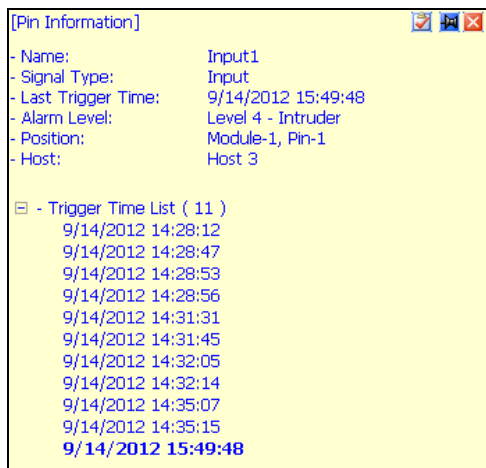 [Pin Information]
- Name: Input1
- Signal Type: Input
- Last Trigger Time: 9/14/2012 15:49:48
- Alarm Level: Level 4 - Intruder
- Position: Module-1, Pin-1
- Host: Host 3
- Trigger Time List ( 11 )
9/14/2012 14:28:12
9/14/2012 14:28:47
9/14/2012 14:28:53
9/14/2012 14:28:56
9/14/2012 14:31:31
9/14/2012 14:31:45
9/14/2012 14:32:05
9/14/2012 14:32:14
9/14/2012 14:35:07
9/14/2012 14:35:15
9/14/2012 15:49:48